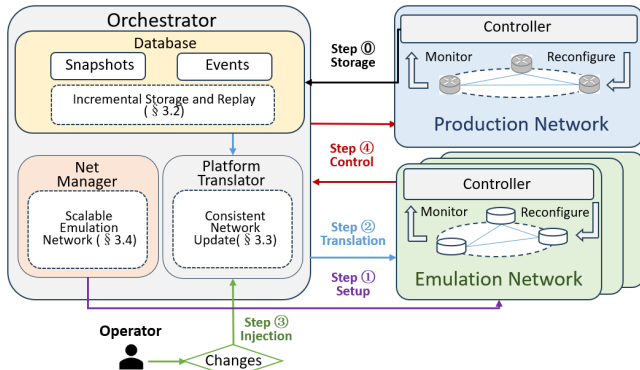 Orchestrator
Database
Snapshots
Events
Incremental Storage and Replay
( § 3.2)
Net
Manager
Scalable
Emulation
Network ( § 3.4)
Platform
Translator
Consistent
Network
Update(§ 3.3)
Step ⓪
Storage
Step ④
Control
Step ②
Translation
Step ①
Setup
Step ③
Injection
Controller
Monitor
Reconfigure
Production Network
Controller
Monitor
Reconfigure
Emulation Network
Operator
Changes